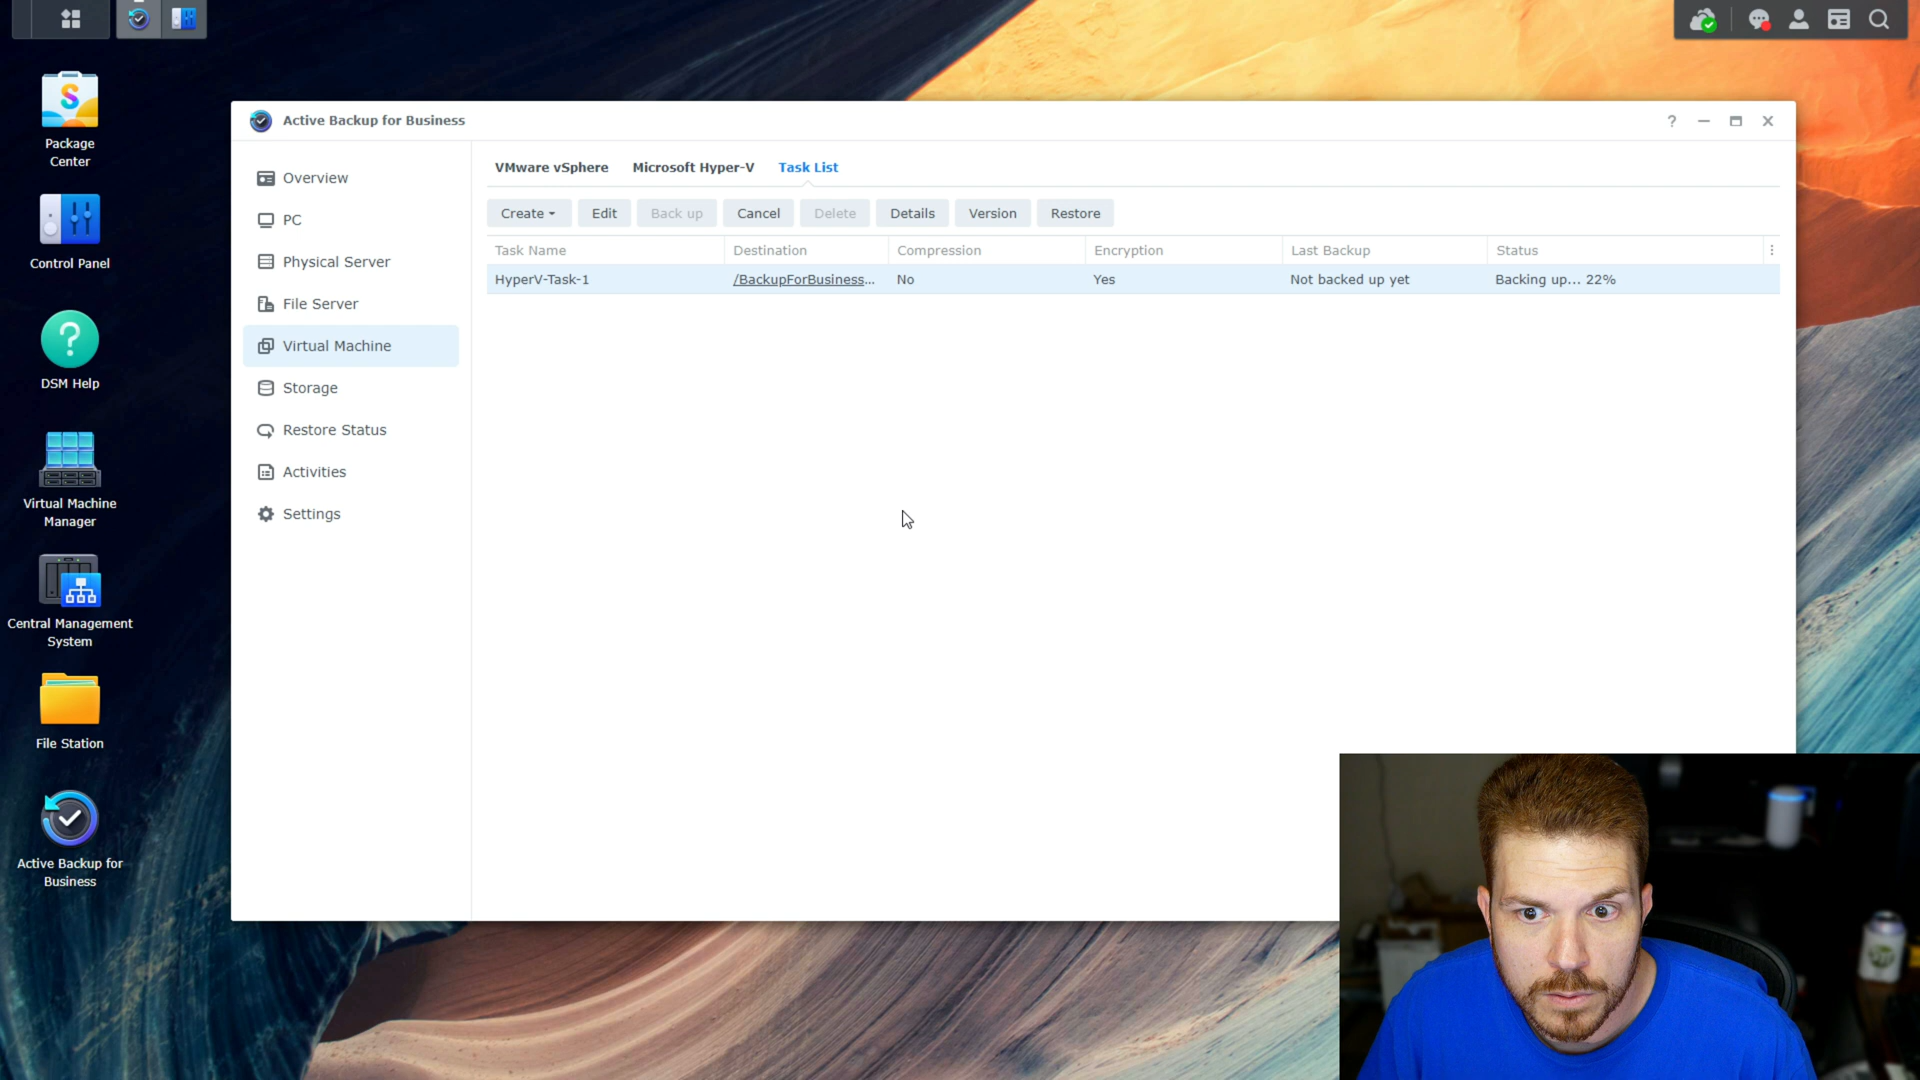 Active Backup for Business
Package
Center
Control Panel
DSM Help
Virtual Machine
Manager
Central Management
System
File Station
Active Backup for
Business
Overview
PC
Physical Server
File Server
Virtual Machine
Storage
Restore Status
Activities
Settings
VMware vSphere Microsoft Hyper-V Task List
Create Edit Back up Cancel Delete Details Version Restore
Task Name Destination Compression Encryption Last Backup Status
HyperV-Task-1 /BackupForBusiness... No Yes Not backed up yet Backing up... 22%